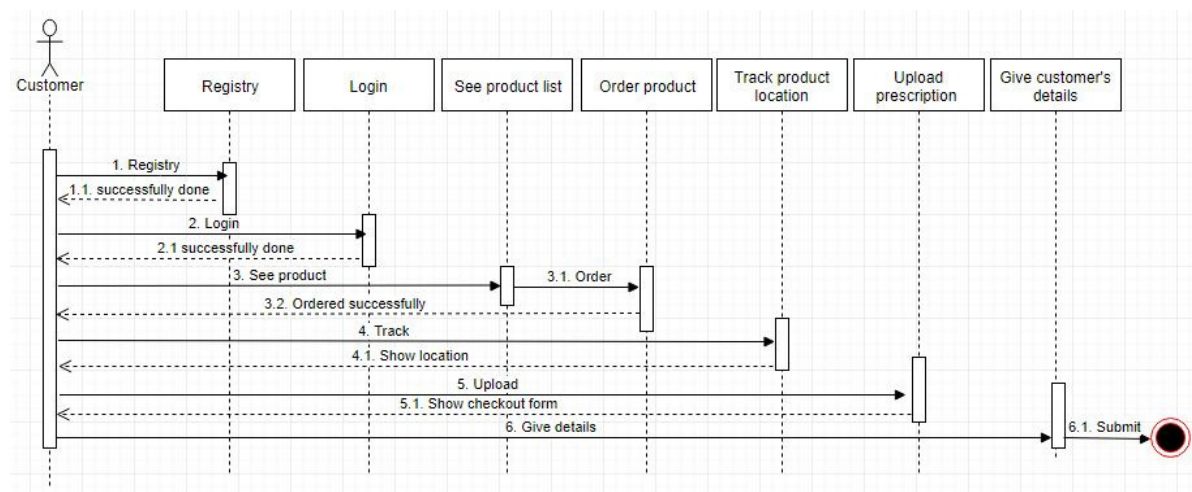 Customer
Registry
Login
See product list
Order product
Track product
location
Upload
prescription
Give customer's
details
1. Registry
1.1. successfully done
2. Login
2.1 successfully done
3. See product
3.1. Order
3.2. Ordered successfully
4. Track
4.1. Show location
5. Upload
5.1. Show checkout form
6. Give details
6.1. Submit